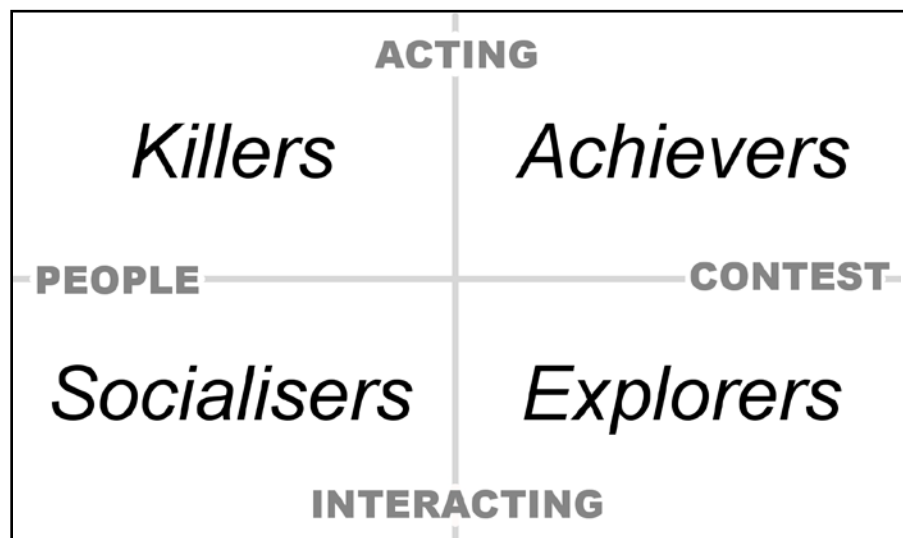 ACTING
Killers
Achievers
PEOPLE
CONTEST
Socialisers
Explorers
INTERACTING